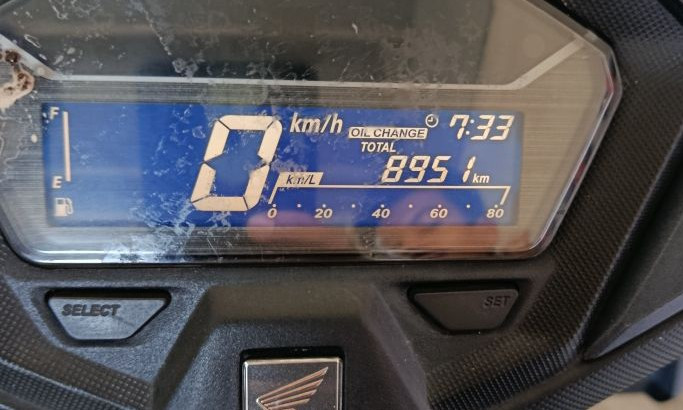 F
km/h
OIL CHANGE
7:33
TOTAL
8951 km
0
E
km/L
0 20 40 60 80
SELECT
SET